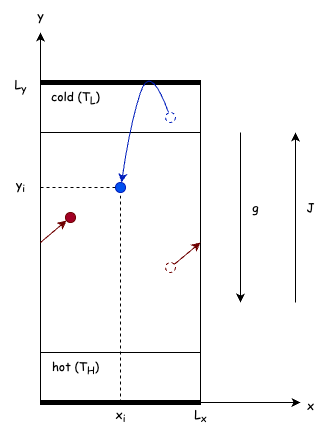 y
L_y
cold (T_L)
y_i
g
J
hot (T_H)
x_i
L_x
x